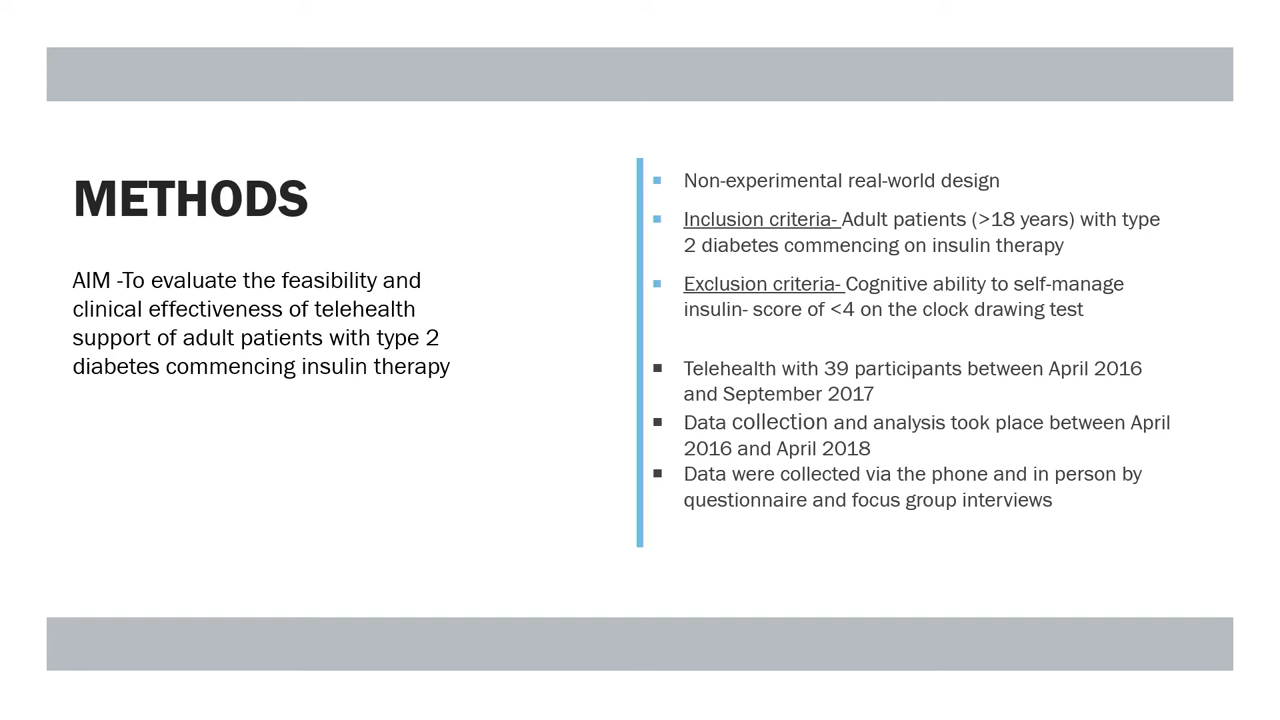 METHODS
AIM -To evaluate the feasibility and
clinical effectiveness of telehealth
support of adult patients with type 2
diabetes commencing insulin therapy
Non-experimental real-world design
Inclusion criteria- Adult patients (>18 years) with type
2 diabetes commencing on insulin therapy
Exclusion criteria- Cognitive ability to self-manage
insulin- score of <4 on the clock drawing test
Telehealth with 39 participants between April 2016
and September 2017
Data collection and analysis took place between April
2016 and April 2018
Data were collected via the phone and in person by
questionnaire and focus group interviews